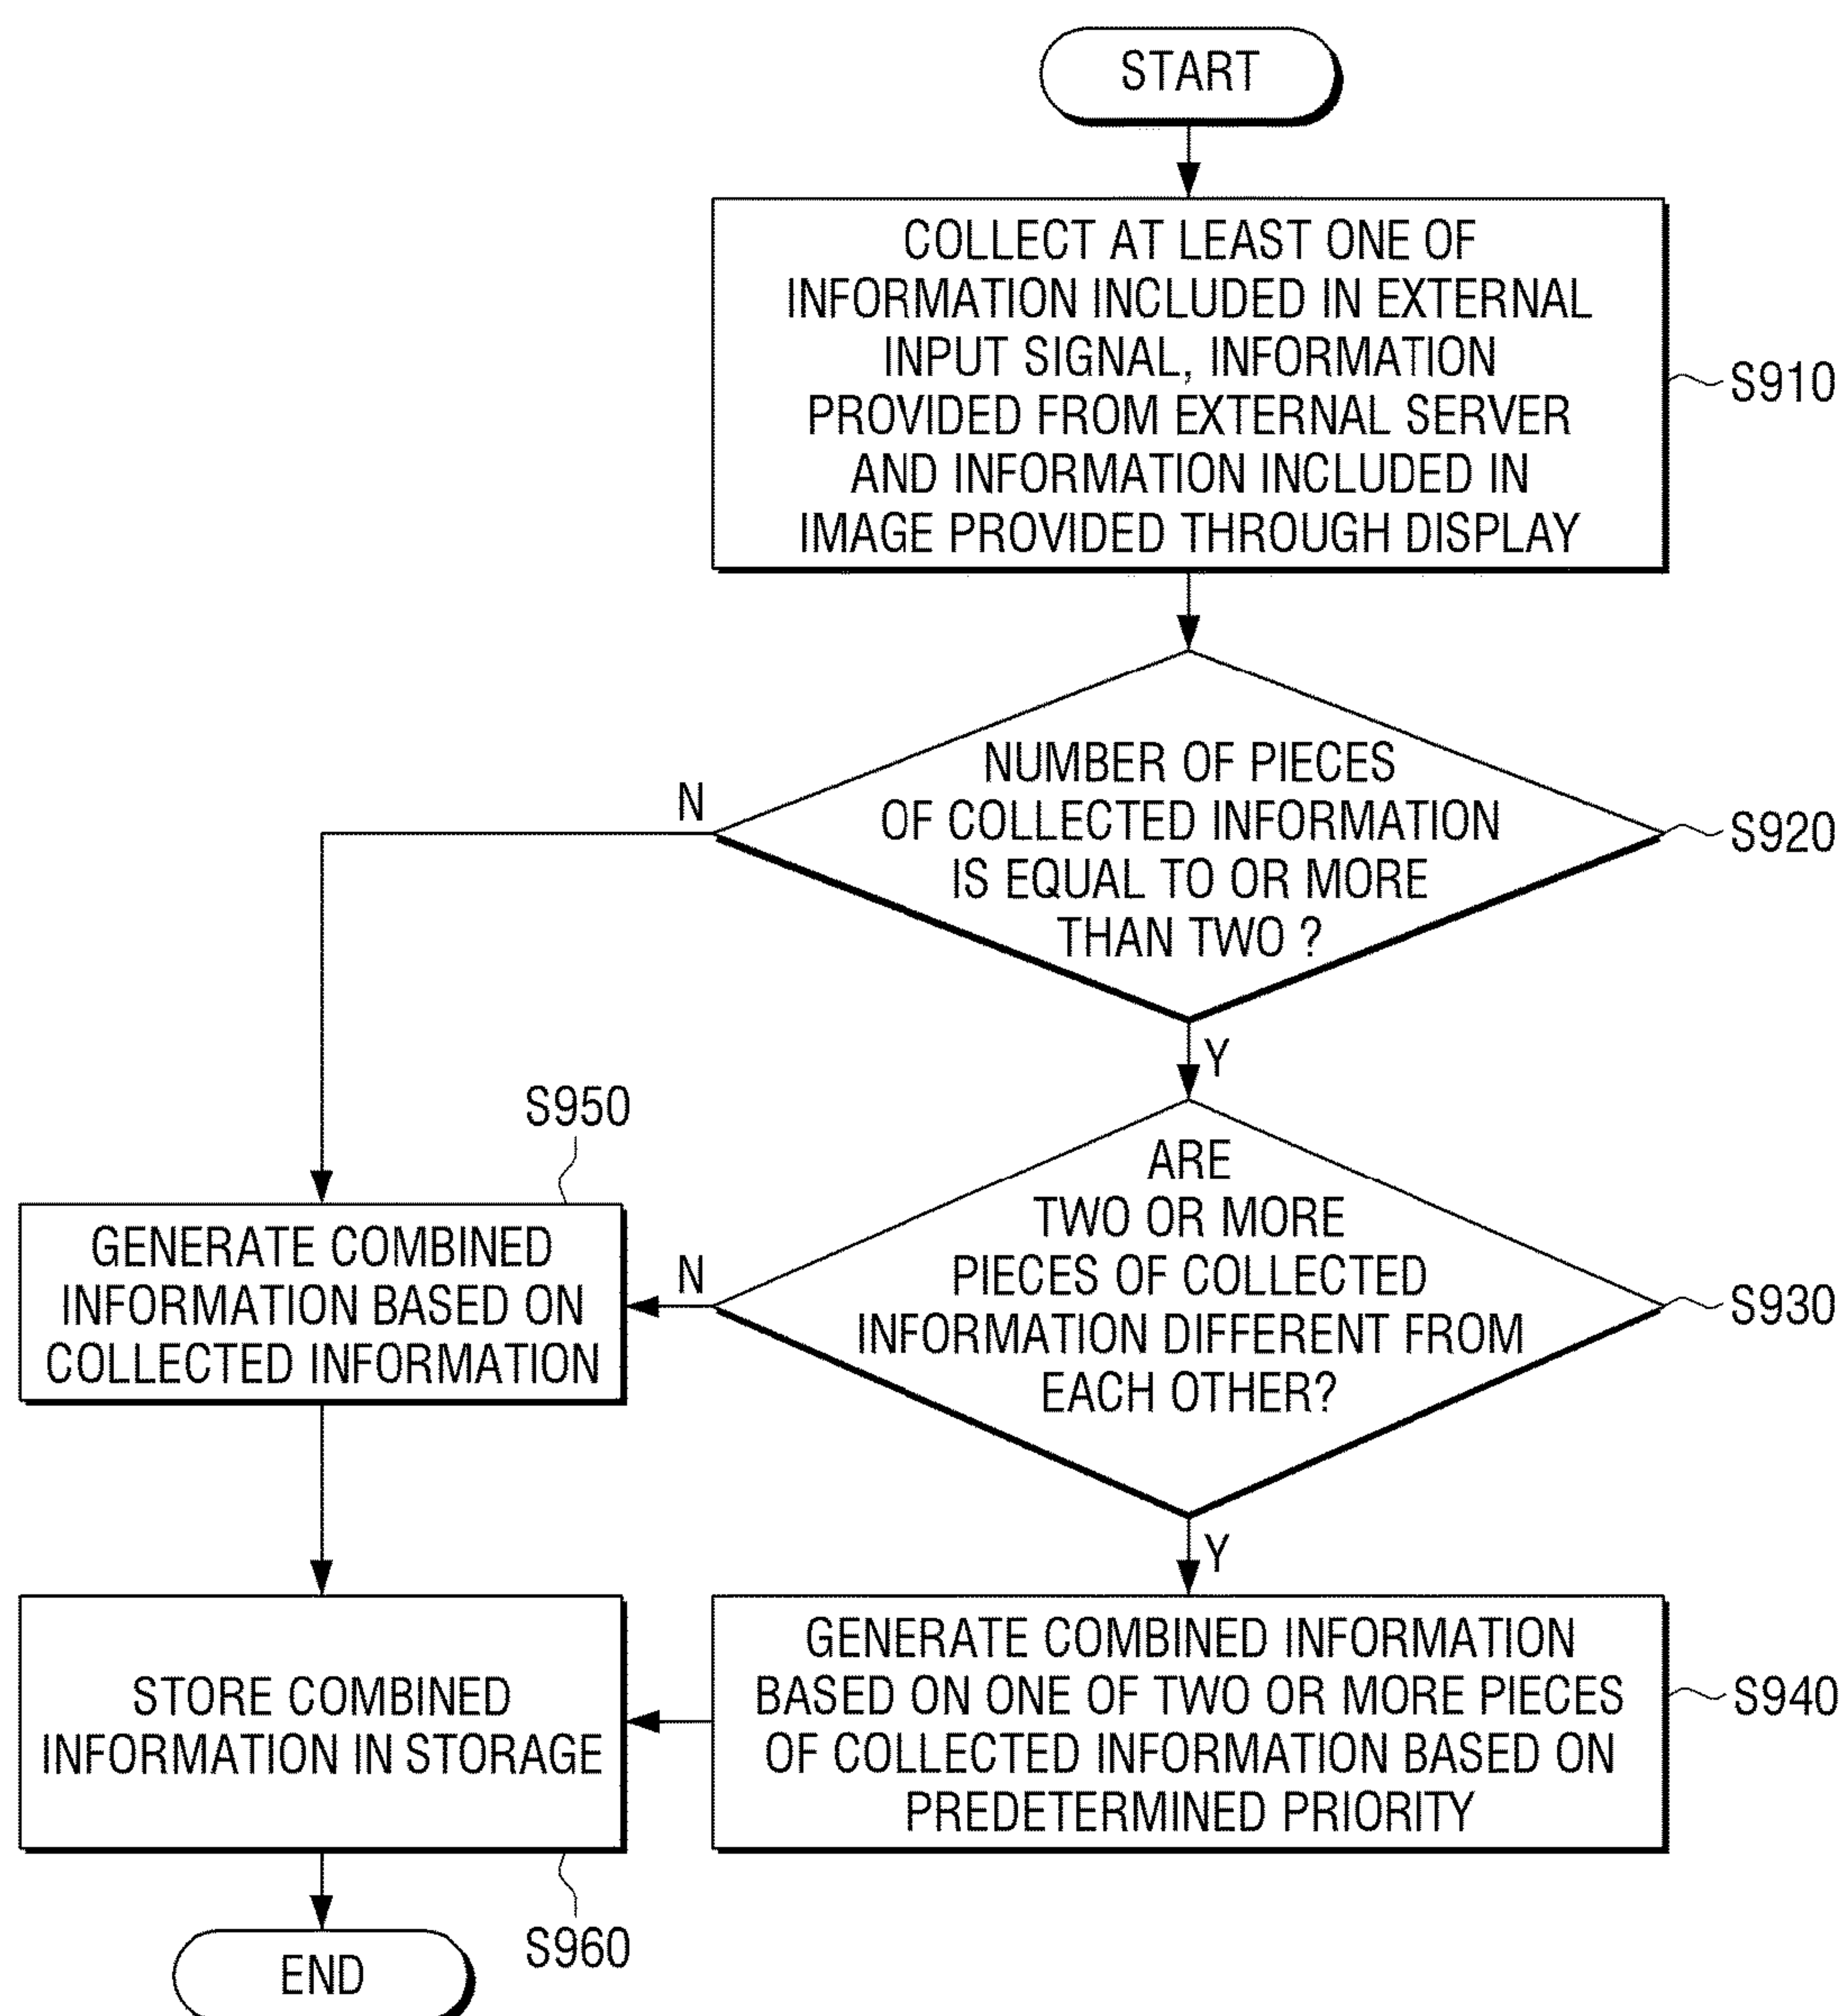 START
COLLECT AT LEAST ONE OF
INFORMATION INCLUDED IN EXTERNAL
INPUT SIGNAL, INFORMATION
PROVIDED FROM EXTERNAL SERVER
AND INFORMATION INCLUDED IN
IMAGE PROVIDED THROUGH DISPLAY
S910
NUMBER OF PIECES
OF COLLECTED INFORMATION
IS EQUAL TO OR MORE
THAN TWO ?
S920
N
Y
ARE
TWO OR MORE
PIECES OF COLLECTED
INFORMATION DIFFERENT FROM
EACH OTHER?
S930
N
Y
S950
GENERATE COMBINED
INFORMATION BASED ON
COLLECTED INFORMATION
GENERATE COMBINED INFORMATION
BASED ON ONE OF TWO OR MORE PIECES
OF COLLECTED INFORMATION BASED ON
PREDETERMINED PRIORITY
S940
STORE COMBINED
INFORMATION IN STORAGE
S960
END